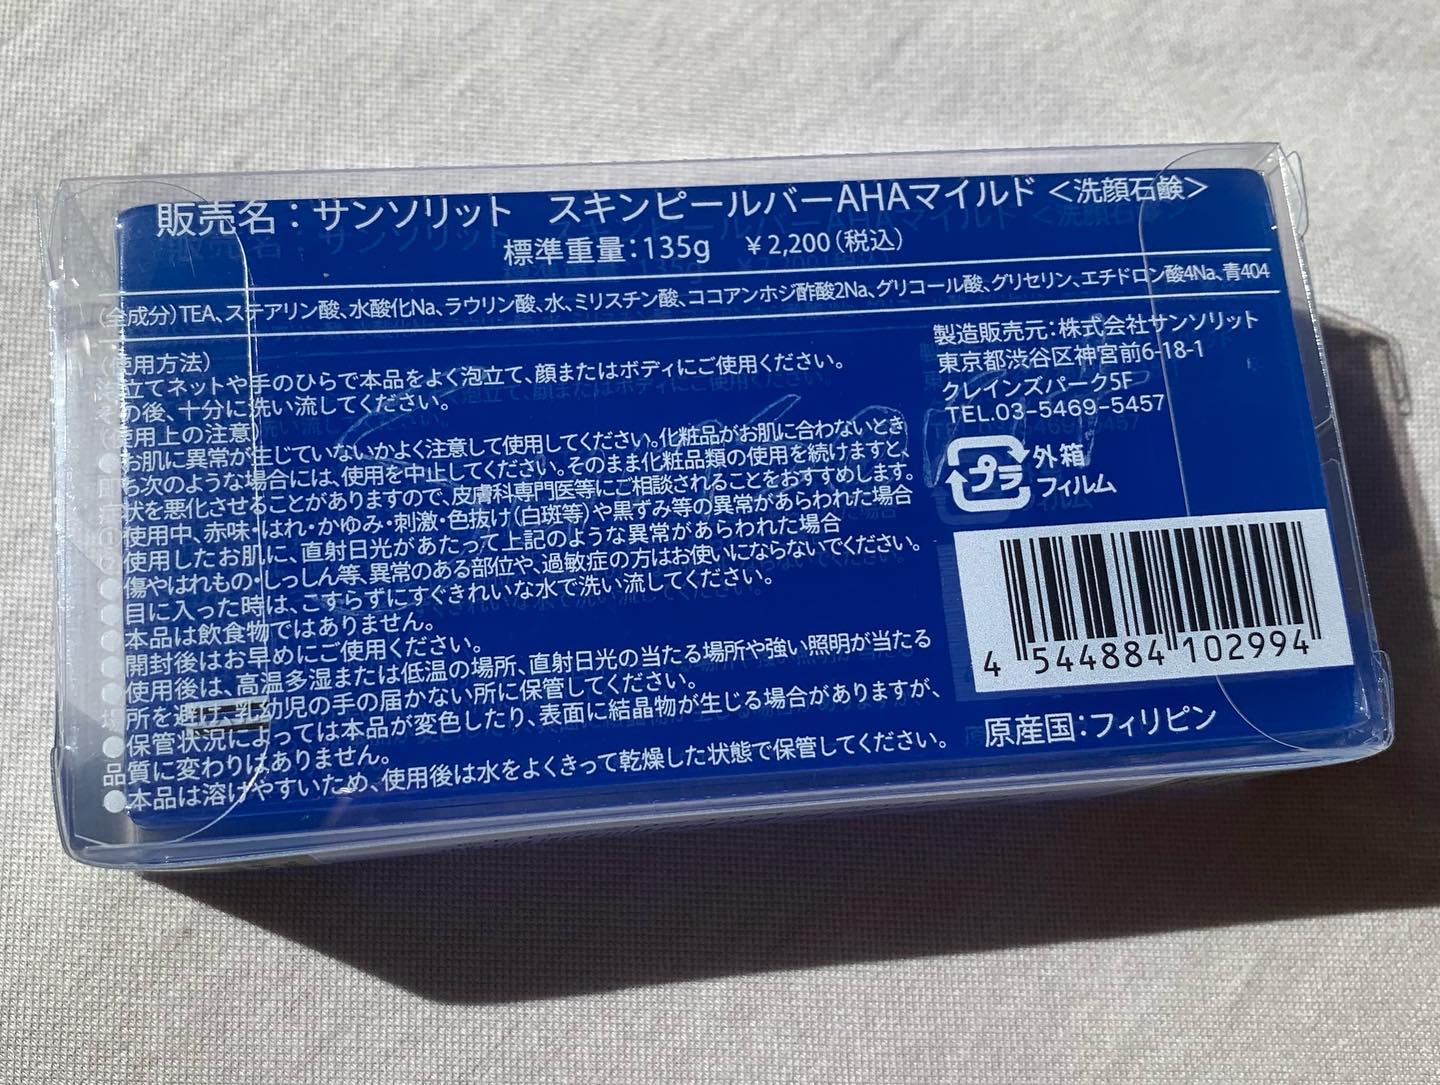 販売名：サンソリット　スキンピールバーAHAマイルド＜洗顔石鹸＞
標準重量：135g　￥2,200（税込）
（全成分）TEA、ステアリン酸、水酸化Na、ラウリン酸、水、ミリスチン酸、ココアンホジ酢酸2Na、グリコール酸、グリセリン、エチドロン酸4Na、青404
（使用方法）
泡立てネットや手のひらで本品をよく泡立て、顔またはボディにご使用ください。
その後、十分に洗い流してください。
（使用上の注意）
●お肌に異常が生じていないかよく注意して使用してください。化粧品がお肌に合わないとき
即ち次のような場合には、使用を中止してください。そのまま化粧品類の使用を続けますと、
症状を悪化させることがありますので、皮膚科専門医等にご相談されることをおすすめします。
使用中、赤味・はれ・かゆみ・刺激・色抜け（白斑等）や黒ずみ等の異常があらわれた場合
使用したお肌に、直射日光があたって上記のような異常があらわれた場合
●傷やはれもの・しっしん等、異常のある部位や、過敏症の方はお使いにならないでください。
●目に入った時は、こすらずにすぐきれいな水で洗い流してください。
●本品は飲食物ではありません。
●開封後はお早めにご使用ください。
●使用後は、高温多湿または低温の場所、直射日光の当たる場所や強い照明が当たる
場所を避け、乳幼児の手の届かない所に保管してください。
●保管状況によっては本品が変色したり、表面に結晶物が生じる場合がありますが、
品質に変わりはありません。
●本品は溶けやすいため、使用後は水をよくきって乾燥した状態で保管してください。
製造販売元：株式会社サンソリット
東京都渋谷区神宮前6-18-1
クレインズパーク5F
TEL.03-5469-5457
プラ
外箱
フィルム
4 544884 102994
原産国：フィリピン